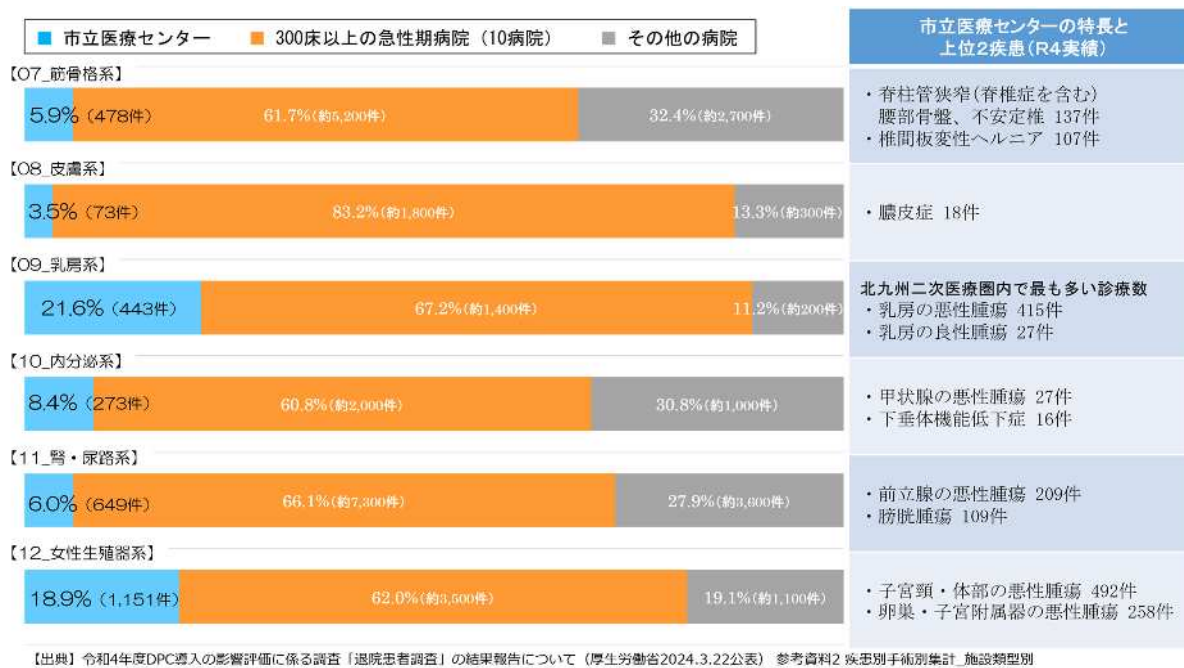 市立医療センター 300床以上の急性期病院（10病院） その他の病院
市立医療センターの特長と
上位2疾患（R4実績）
【07_筋骨格系】
5.9%（478件） 61.7%(約5,200件) 32.4%(約2,700件)
・脊柱管狭窄(脊椎症を含む)
腰部骨盤、不安定椎 137件
・椎間板変性ヘルニア 107件
【08_皮膚系】
3.5%（73件） 83.2%(約1,800件) 13.3%(約300件)
・膿皮症 18件
【09_乳房系】
21.6%（443件） 67.2%(約1,400件) 11.2%(約200件)
北九州二次医療圏内で最も多い診療数
・乳房の悪性腫瘍 415件
・乳房の良性腫瘍 27件
【10_内分泌系】
8.4%（273件） 60.8%(約2,000件) 30.8%(約1,000件)
・甲状腺の悪性腫瘍 27件
・下垂体機能低下症 16件
【11_腎・尿路系】
6.0%（649件） 66.1%(約7,300件) 27.9%(約3,600件)
・前立腺の悪性腫瘍 209件
・膀胱腫瘍 109件
【12_女性生殖器系】
18.9%（1,151件） 62.0%(約3,500件) 19.1%(約1,100件)
・子宮頸・体部の悪性腫瘍 492件
・卵巣・子宮附属器の悪性腫瘍 258件
【出典】令和4年度DPC導入の影響評価に係る調査「退院患者調査」の結果報告について（厚生労働省2024.3.22公表） 参考資料2 疾患別手術別集計_施設類型別